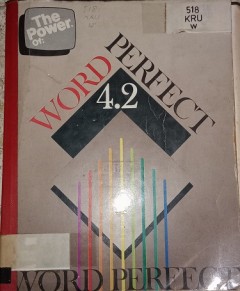 The
Power
Of:
518
KRU
w
WORD PERFECT
4.2
WORD PERFECT